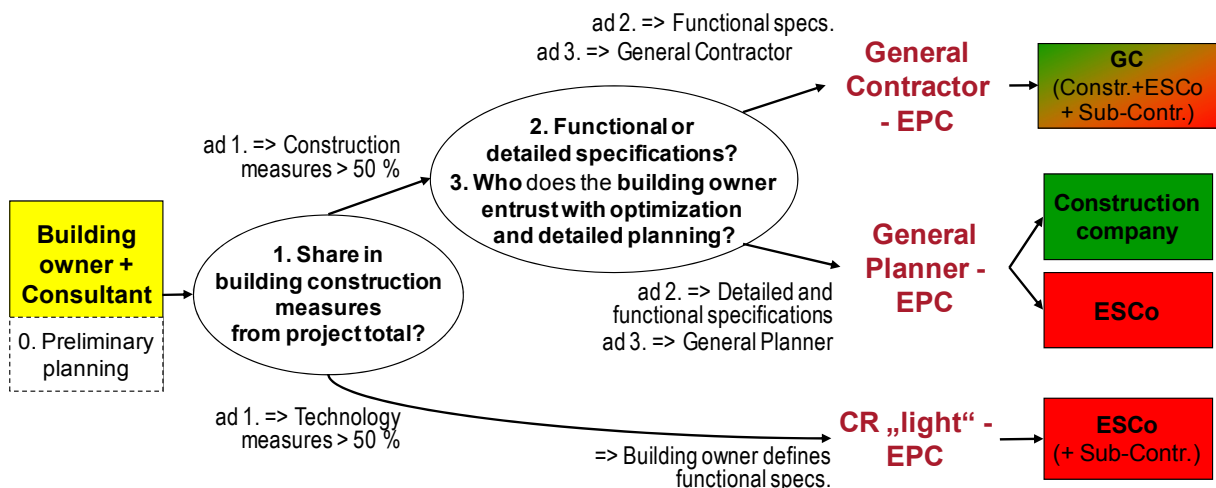 Building
owner +
Consultant
0. Preliminary
planning
1. Share in
building construction
measures
from project total?
ad 1. => Construction
measures > 50 %
ad 1. => Technology
measures > 50 %
2. Functional or
detailed specifications?
3. Who does the building owner
entrust with optimization
and detailed planning?
ad 2. => Functional specs.
ad 3. => General Contractor
General
Contractor
- EPC
GC
(Constr.+ESCo
+ Sub-Contr.)
ad 2. => Detailed and
functional specifications
ad 3. => General Planner
General
Planner -
EPC
Construction
company
ESCo
=> Building owner defines
functional specs.
CR „light“ -
EPC
ESCo
(+ Sub-Contr.)